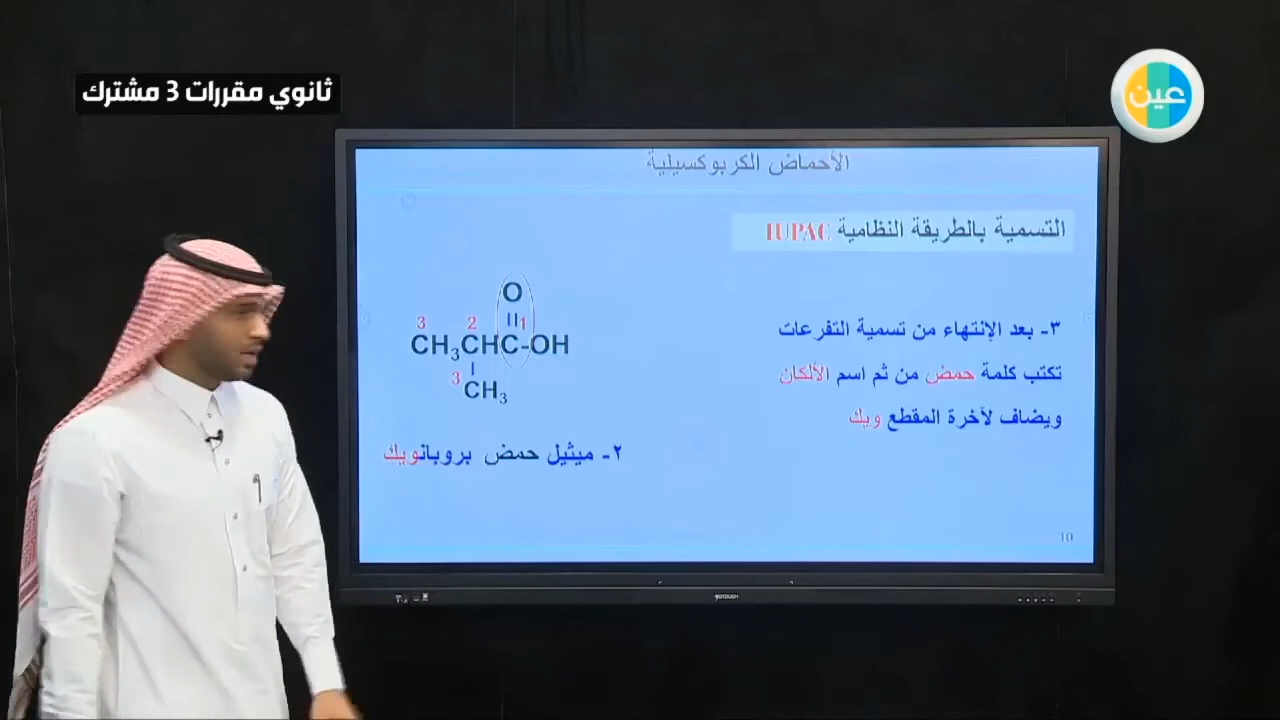 ثانوي مقررات 3 مشترك
عين
الأحماض الكربوكسيلية
التسمية بالطريقة النظامية IUPAC
٣- بعد الإنتهاء من تسمية التفرعات
تكتب كلمة حمض من ثم اسم الألكان
ويضاف لآخرة المقطع ويك
O
3 2 1
CH₃CHC-OH
3
CH₃
٢- ميثيل حمض بروبانويك
10